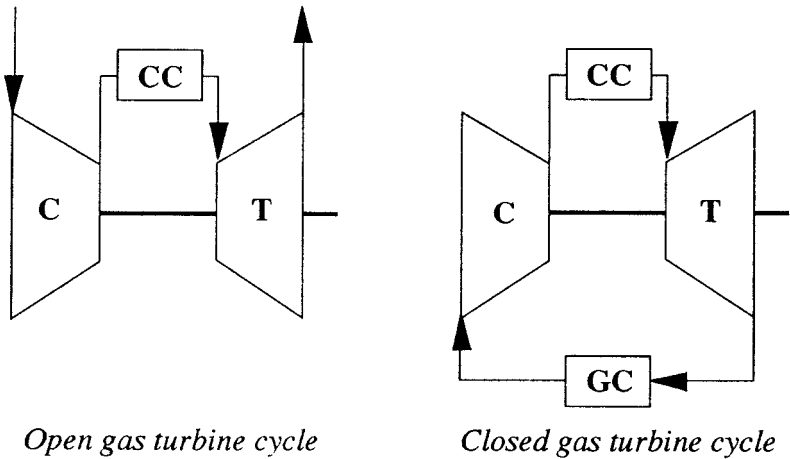 CC
C
T
Open gas turbine cycle
CC
C
T
GC
Closed gas turbine cycle